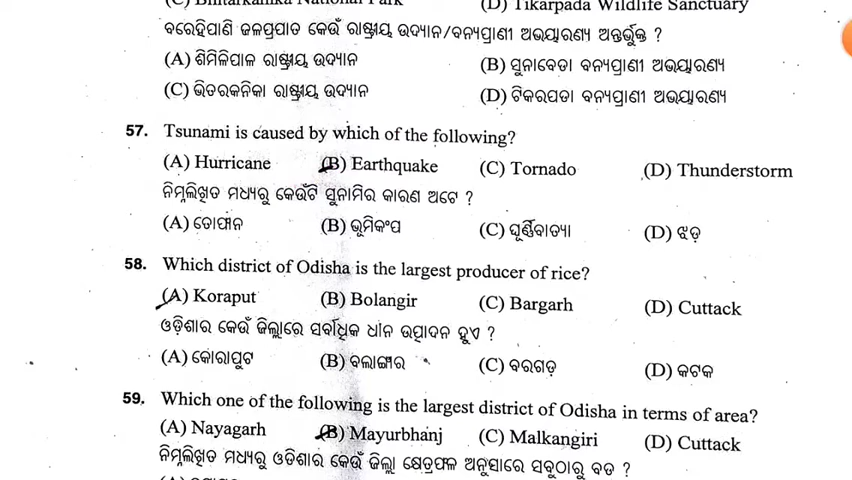 (C) Bhitarkanika National Park (D) Tikarpada Wildlife Sanctuary
ବରେହିପାଣି ଜଳପ୍ରପାତ କେଉଁ ରାଷ୍ଟ୍ରୀୟ ଉଦ୍ୟାନ/ବନ୍ୟପ୍ରାଣୀ ଅଭୟାରଣ୍ୟ ଅନ୍ତର୍ଭୁକ୍ତ ?
(A) ଶିମିଳିପାଳ ରାଷ୍ଟ୍ରୀୟ ଉଦ୍ୟାନ (B) ସୁନାବେଡା ବନ୍ୟପ୍ରାଣୀ ଅଭୟାରଣ୍ୟ
(C) ଭିତରକନିକା ରାଷ୍ଟ୍ରୀୟ ଉଦ୍ୟାନ (D) ଟିକରପଡା ବନ୍ୟପ୍ରାଣୀ ଅଭୟାରଣ୍ୟ
57. Tsunami is caused by which of the following?
(A) Hurricane (B) Earthquake (C) Tornado (D) Thunderstorm
ନିମ୍ନଲିଖିତ ମଧ୍ୟରୁ କେଉଁଟି ସୁନାମିର କାରଣ ଅଟେ ?
(A) ତୋଫାନ (B) ଭୂମିକଂପ (C) ଘୂର୍ଣ୍ଣିବାତ୍ୟା (D) ଝଡ଼
58. Which district of Odisha is the largest producer of rice?
(A) Koraput (B) Bolangir (C) Bargarh (D) Cuttack
ଓଡ଼ିଶାର କେଉଁ ଜିଲ୍ଲାରେ ସର୍ବାଧିକ ଧାନ ଉତ୍ପାଦନ ହୁଏ ?
(A) କୋରାପୁଟ (B) ବଲାଙ୍ଗୀର (C) ବରଗଡ଼ (D) କଟକ
59. Which one of the following is the largest district of Odisha in terms of area?
(A) Nayagarh (B) Mayurbhanj (C) Malkangiri (D) Cuttack
ନିମ୍ନଲିଖିତ ମଧ୍ୟରୁ ଓଡିଶାର କେଉଁ ଜିଲ୍ଲା କ୍ଷେତ୍ରଫଳ ଅନୁସାରେ ସବୁଠାରୁ ବଡ ?